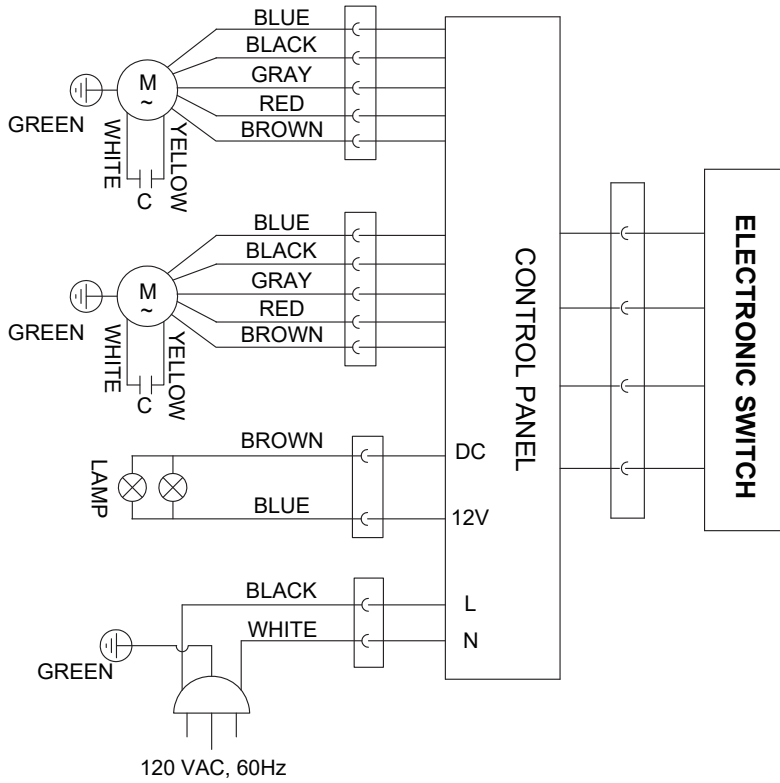 BLUE
BLACK
GRAY
RED
BROWN
M
~
GREEN
WHITE
YELLOW
C
BLUE
BLACK
GRAY
RED
BROWN
M
~
GREEN
WHITE
YELLOW
C
BROWN
LAMP
BLUE
DC
12V
BLACK
L
WHITE
N
GREEN
120 VAC, 60Hz
CONTROL PANEL
ELECTRONIC SWITCH